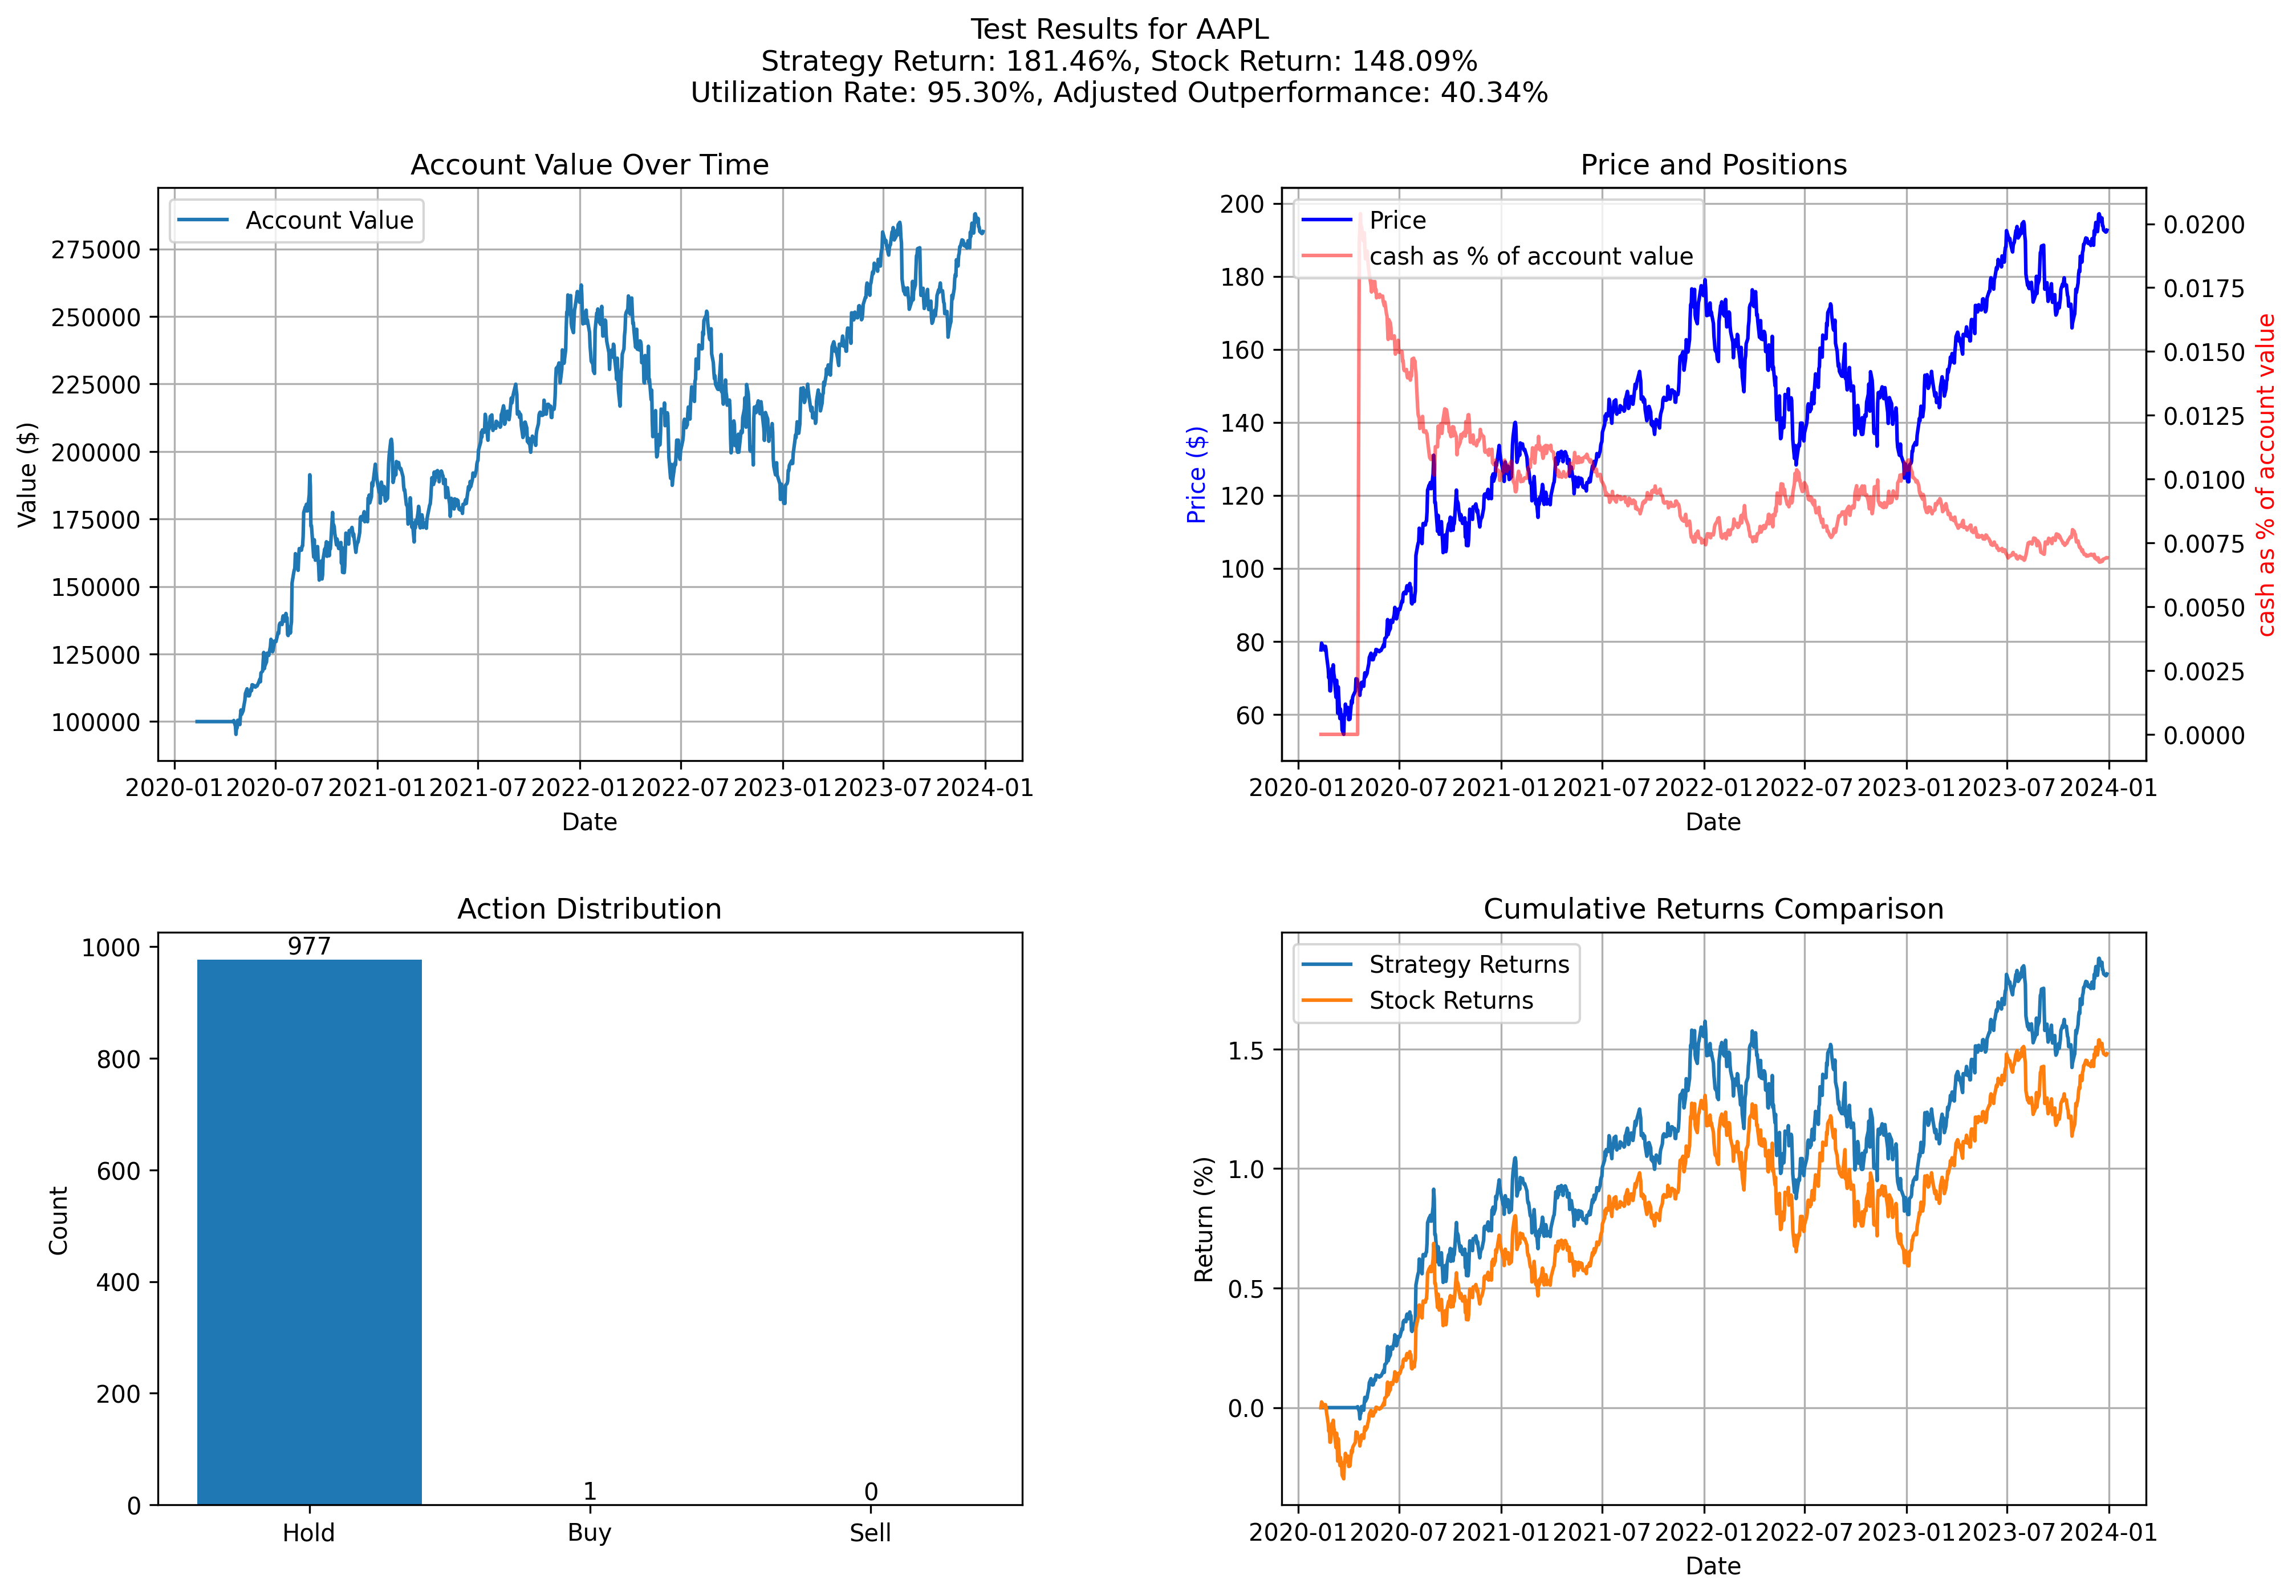 Test Results for AAPL
Strategy Return: 181.46%, Stock Return: 148.09%
Utilization Rate: 95.30%, Adjusted Outperformance: 40.34%
Account Value Over Time
Account Value
275000
250000
225000
200000
175000
150000
125000
100000
Value ($)
2020-01 2020-07 2021-01 2021-07 2022-01 2022-07 2023-01 2023-07 2024-01
Date
Price and Positions
Price
cash as % of account value
200
180
160
140
120
100
80
60
Price ($)
0.0200
0.0175
0.0150
0.0125
0.0100
0.0075
0.0050
0.0025
0.0000
cash as % of account value
2020-01 2020-07 2021-01 2021-07 2022-01 2022-07 2023-01 2023-07 2024-01
Date
Action Distribution
1000
800
600
400
200
0
Count
977
1
0
Hold Buy Sell
Cumulative Returns Comparison
Strategy Returns
Stock Returns
1.5
1.0
0.5
0.0
Return (%)
2020-01 2020-07 2021-01 2021-07 2022-01 2022-07 2023-01 2023-07 2024-01
Date